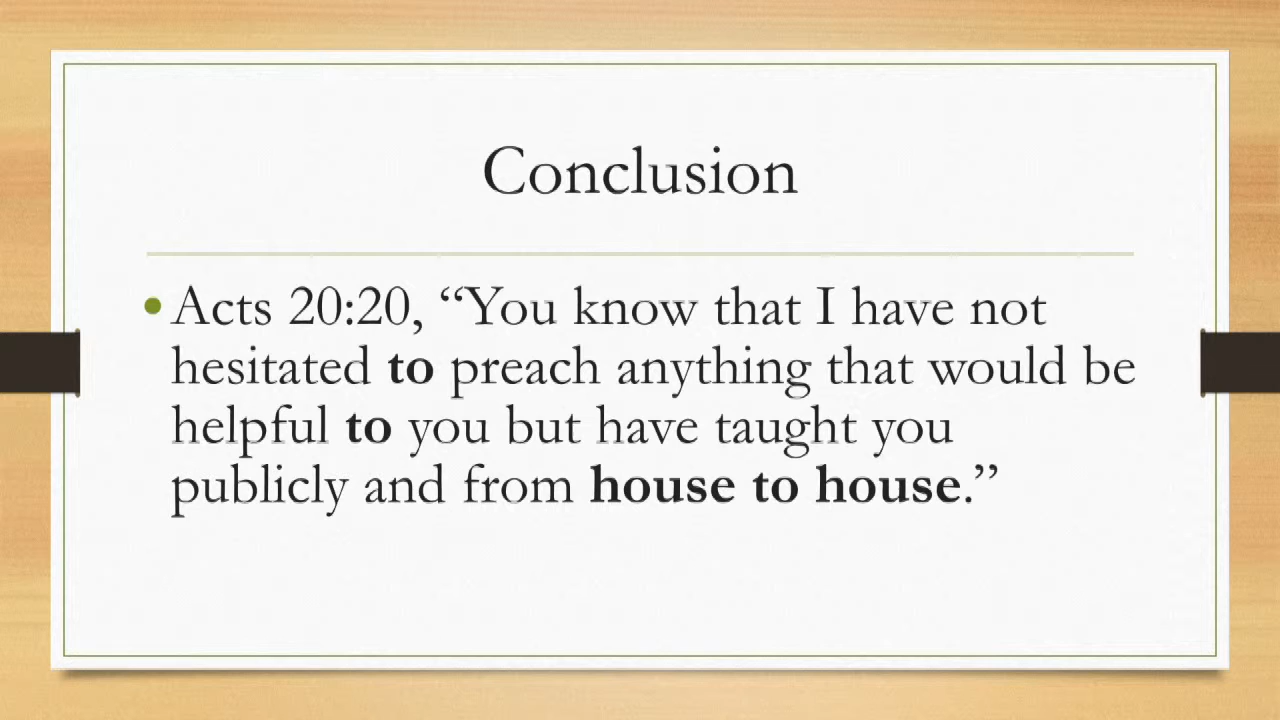 Conclusion
•Acts 20:20, “You know that I have not
hesitated to preach anything that would be
helpful to you but have taught you
publicly and from house to house.”